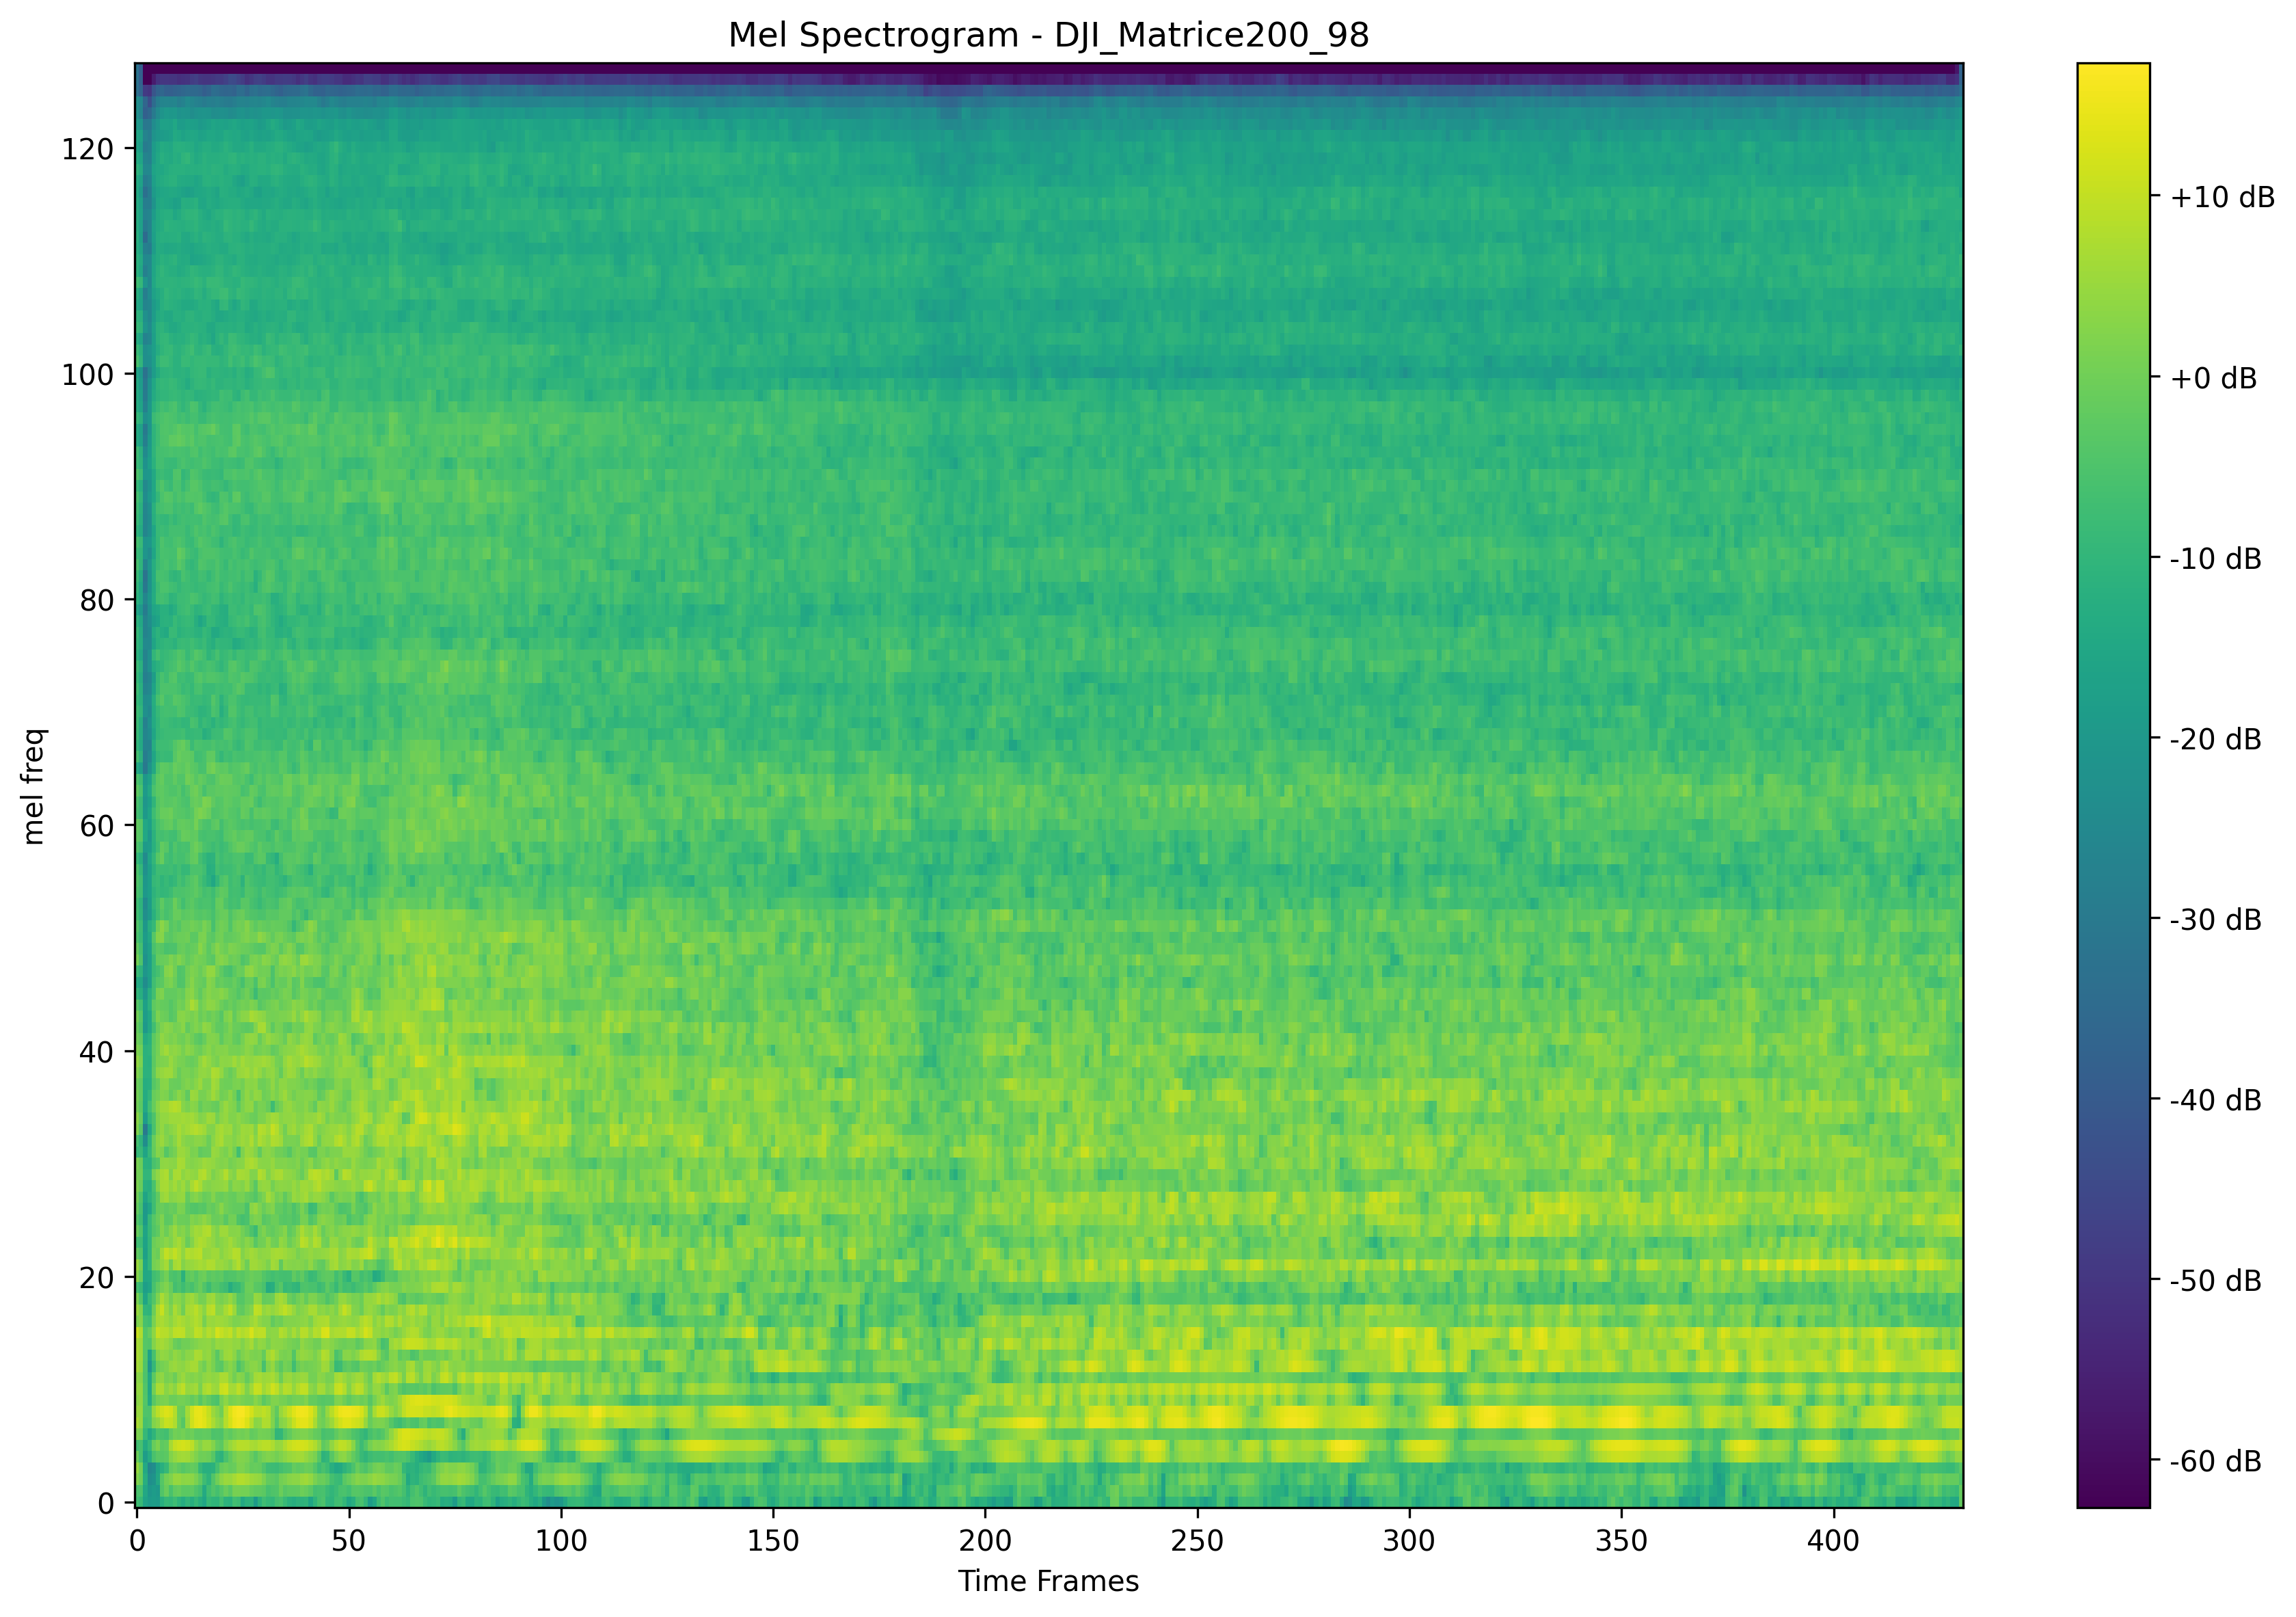 Mel Spectrogram - DJI_Matrice200_98
mel freq
120
100
80
60
40
20
0
0 50 100 150 200 250 300 350 400
Time Frames
+10 dB
+0 dB
-10 dB
-20 dB
-30 dB
-40 dB
-50 dB
-60 dB